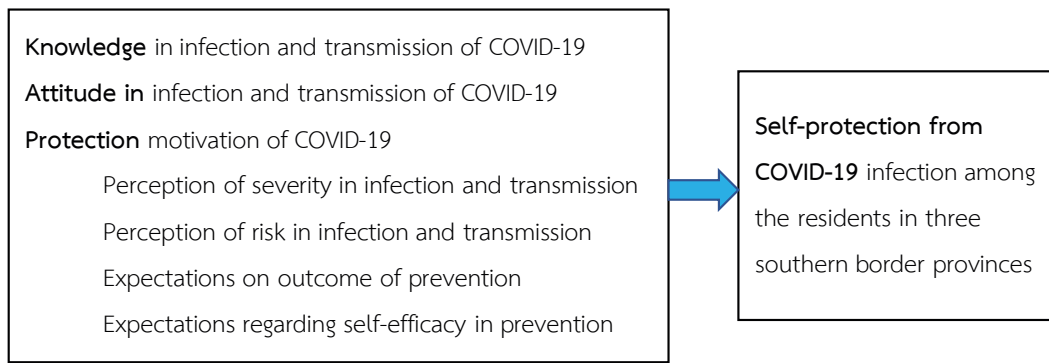 Knowledge in infection and transmission of COVID-19
Attitude in infection and transmission of COVID-19
Protection motivation of COVID-19
Perception of severity in infection and transmission
Perception of risk in infection and transmission
Expectations on outcome of prevention
Expectations regarding self-efficacy in prevention
Self-protection from
COVID-19 infection among
the residents in three
southern border provinces